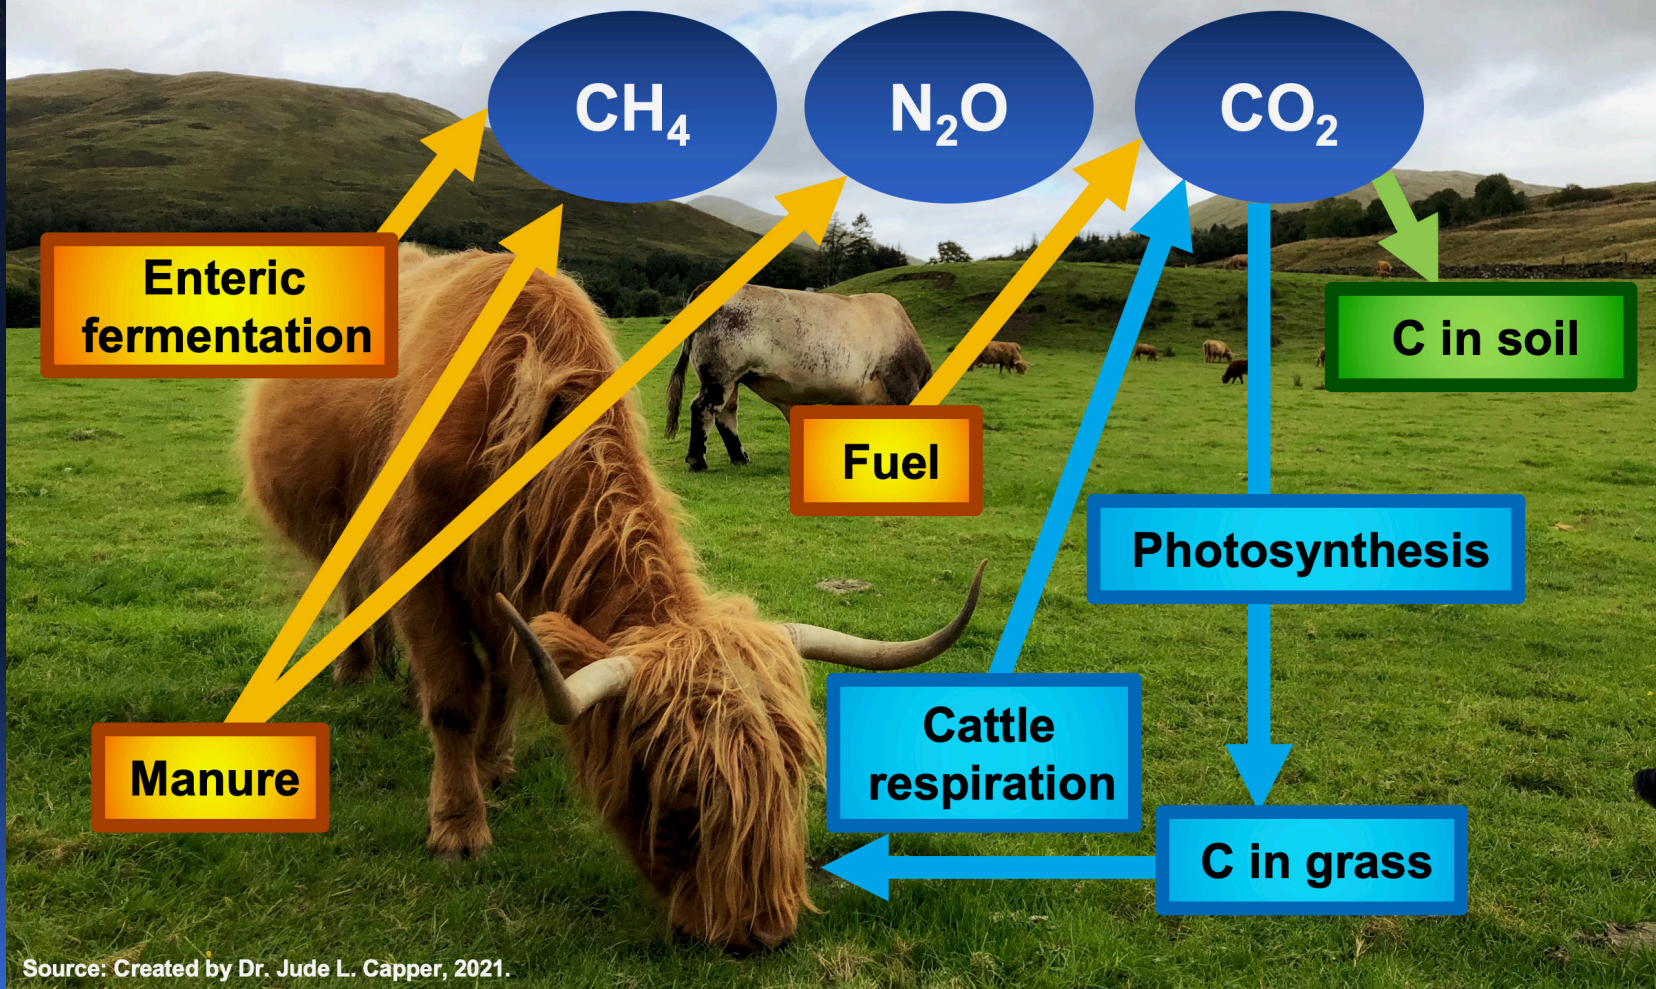 CH₄
N₂O
CO₂
Enteric
fermentation
C in soil
Fuel
Photosynthesis
Cattle
respiration
Manure
C in grass
Source: Created by Dr. Jude L. Capper, 2021.